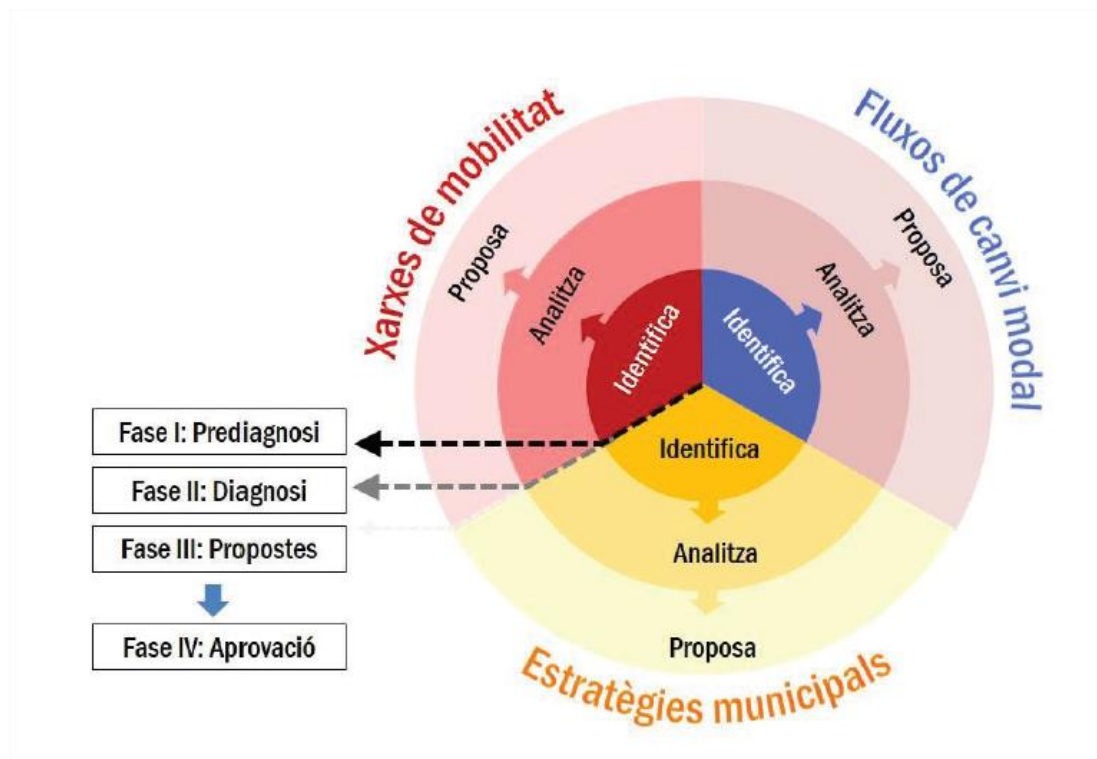 Xarxes de mobilitat
Fluxos de canvi modal
Proposa
Analitza
Identifica
Identifica
Analitza
Proposa
Identifica
Analitza
Proposa
Estratègies municipals
Fase I: Prediagnosi
Fase II: Diagnosi
Fase III: Propostes
Fase IV: Aprovació